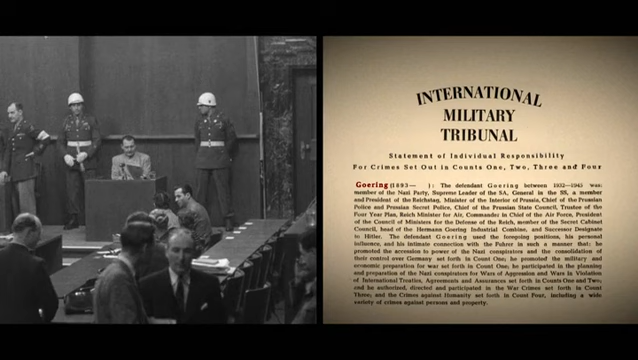 INTERNATIONAL
MILITARY
TRIBUNAL
Statement of Individual Responsibility
For Crimes Set Out in Counts One, Two, Three and Four
Goering (1893— ) : The defendant Goering between 1932—1945 was:
member of the Nazi Party, Supreme Leader of the SA, General in the SS, a member
and President of the Reichstag, Minister of the Interior of Prussia, Chief of the Prussian
Police and Prussian Secret Police, Chief of the Prussian State Council, Trustee of the
Four Year Plan, Reich Minister for Air, Commander in Chief of the Air Force, President
of the Council of Ministers for the Defense of the Reich, member of the Secret Cabinet
Council, head of the Hermann Goering Industrial Combine, and Successor Designate
to Hitler. The defendant Goering used the foregoing positions, his personal
influence, and his intimate connection with the Fuhrer in such a manner that: he
promoted the accession to power of the Nazi conspirators and the consolidation of
their control over Germany set forth in Count One; he promoted the military and
economic preparation for war set forth in Count One; he participated in the planning
and preparation of the Nazi conspirators for Wars of Aggression and Wars in Violation
of International Treaties, Agreements and Assurances set forth in Counts One and Two;
and he authorized, directed and participated in the War Crimes set forth in Count
Three; and the Crimes against Humanity set forth in Count Four, including a wide
variety of crimes against persons and property.